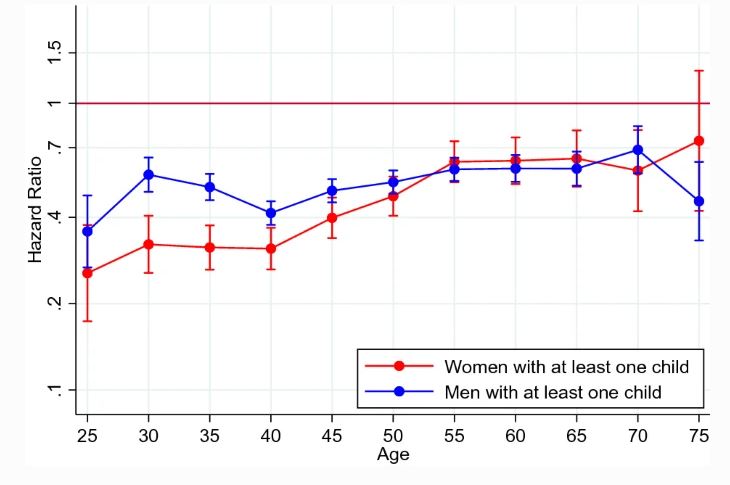 Hazard Ratio
1.5
1
.7
.4
.2
.1
Women with at least one child
Men with at least one child
25 30 35 40 45 50 55 60 65 70 75
Age